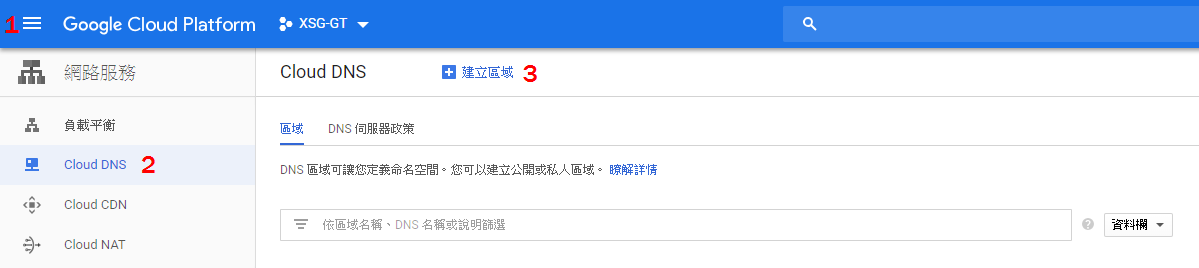 1 Google Cloud Platform XSG-GT
網路服務
Cloud DNS 建立區域 3
負載平衡
區域 DNS 伺服器政策
Cloud DNS 2
DNS 區域可讓您定義命名空間。您可以建立公開或私人區域。 瞭解詳情
Cloud CDN
依區域名稱、DNS 名稱或說明篩選 ? 資料欄
Cloud NAT